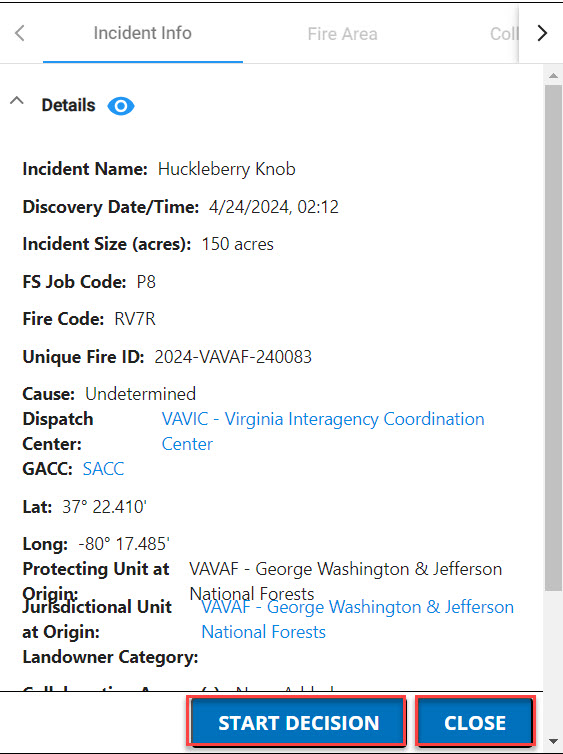 Incident Info Fire Area Coll
Details
Incident Name: Huckleberry Knob
Discovery Date/Time: 4/24/2024, 02:12
Incident Size (acres): 150 acres
FS Job Code: P8
Fire Code: RV7R
Unique Fire ID: 2024-VAVAF-240083
Cause: Undetermined
Dispatch VAVIC - Virginia Interagency Coordination
Center: Center
GACC: SACC
Lat: 37° 22.410'
Long: -80° 17.485'
Protecting Unit at VAVAF - George Washington & Jefferson
Origin: National Forests
Jurisdictional Unit VAVAF - George Washington & Jefferson
at Origin: National Forests
Landowner Category:
START DECISION CLOSE